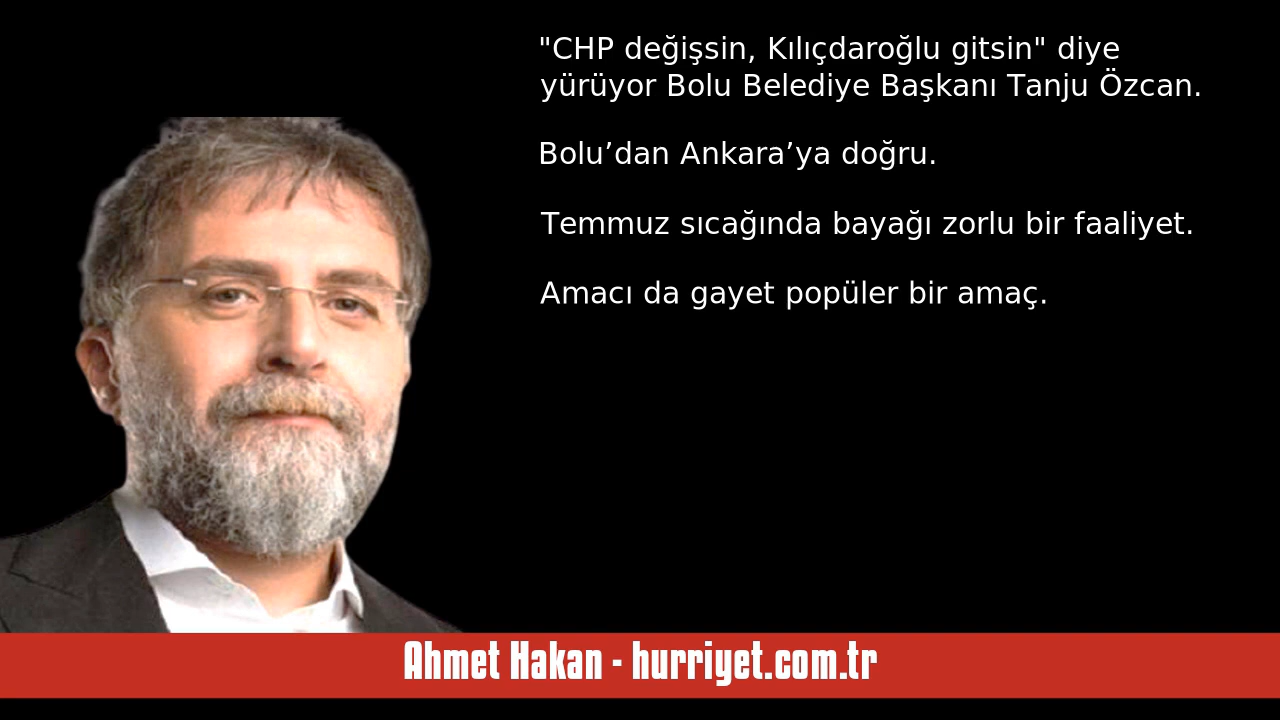 "CHP değişsin, Kılıçdaroğlu gitsin" diye
yürüyor Bolu Belediye Başkanı Tanju Özcan.
Bolu’dan Ankara’ya doğru.
Temmuz sıcağında bayağı zorlu bir faaliyet.
Amacı da gayet popüler bir amaç.
Ahmet Hakan - hurriyet.com.tr